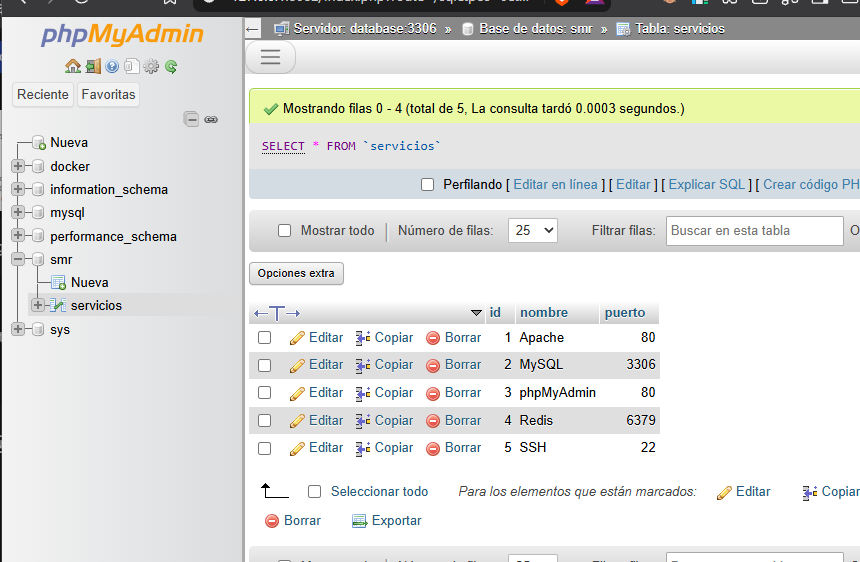 phpMyAdmin
Reciente
Favoritas
Nueva
docker
information_schema
mysql
performance_schema
smr
Nueva
servicios
sys
Servidor: database:3306 » Base de datos: smr » Tabla: servicios
Mostrando filas 0 - 4 (total de 5, La consulta tardó 0.0003 segundos.)
SELECT * FROM `servicios`
Perfilando [ Editar en línea ] [ Editar ] [ Explicar SQL ] [ Crear código PH
Mostrar todo | Número de filas: 25 Filtrar filas: Buscar en esta tabla O
Opciones extra
id nombre puerto
Editar Copiar Borrar 1 Apache 80
Editar Copiar Borrar 2 MySQL 3306
Editar Copiar Borrar 3 phpMyAdmin 80
Editar Copiar Borrar 4 Redis 6379
Editar Copiar Borrar 5 SSH 22
Seleccionar todo Para los elementos que están marcados: Editar Copiar
Borrar Exportar